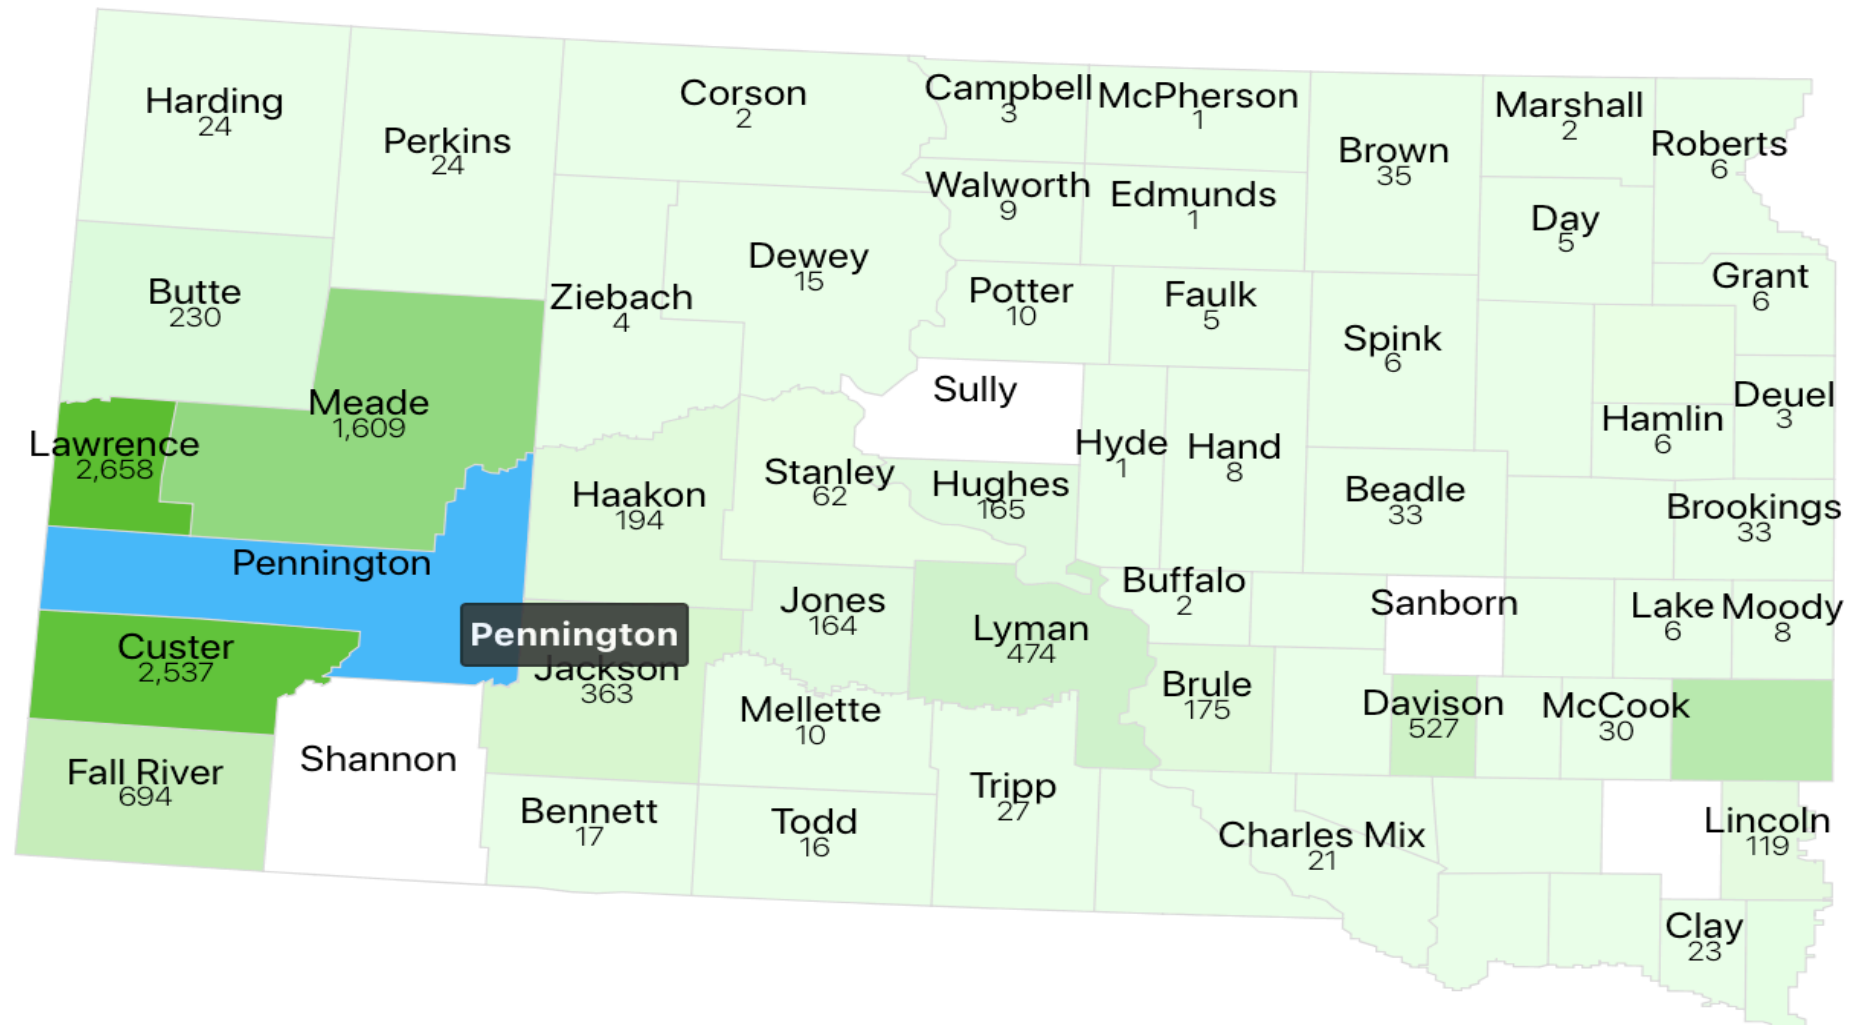 Harding
24
Perkins
24
Corson
2
Campbell
3
McPherson
1
Brown
35
Marshall
2
Roberts
6
Walworth
9
Edmunds
1
Day
5
Butte
230
Ziebach
4
Dewey
15
Potter
10
Faulk
5
Spink
6
Grant
6
Meade
1,609
Sully
Deuel
3
Hamlin
6
Lawrence
2,658
Haakon
194
Stanley
62
Hughes
165
Hyde
1
Hand
8
Beadle
33
Brookings
33
Pennington
Pennington
Custer
2,537
Jackson
363
Jones
164
Lyman
474
Buffalo
2
Sanborn
Lake
6
Moody
8
Brule
175
Davison
527
McCook
30
Mellette
10
Fall River
694
Shannon
Bennett
17
Todd
16
Tripp
27
Charles Mix
21
Lincoln
119
Clay
23